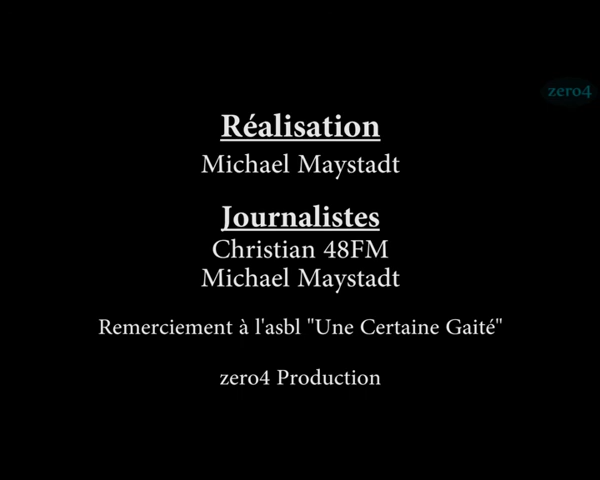 zero4
Réalisation
Michael Maystadt
Journalistes
Christian 48FM
Michael Maystadt
Remerciement à l'asbl "Une Certaine Gaité"
zero4 Production